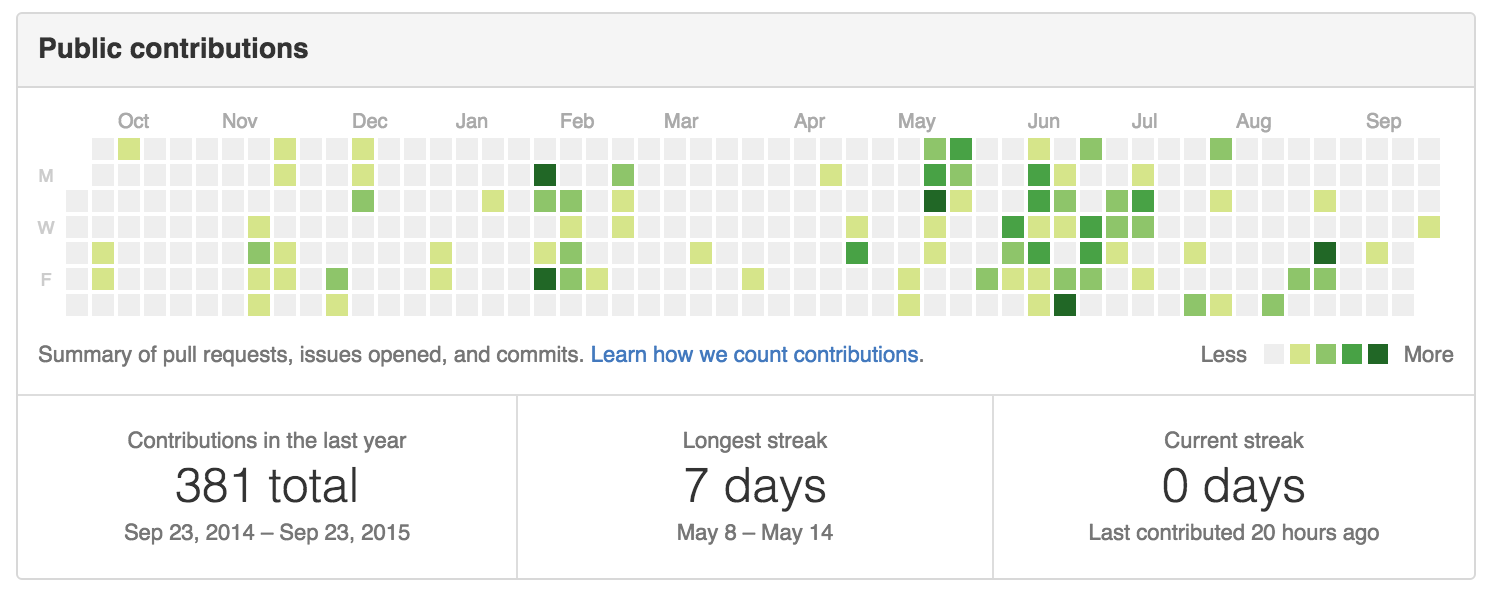 Public contributions
Oct Nov Dec Jan Feb Mar Apr May Jun Jul Aug Sep
M
W
F
Summary of pull requests, issues opened, and commits. Learn how we count contributions. Less More
Contributions in the last year Longest streak Current streak
381 total 7 days 0 days
Sep 23, 2014 – Sep 23, 2015 May 8 – May 14 Last contributed 20 hours ago